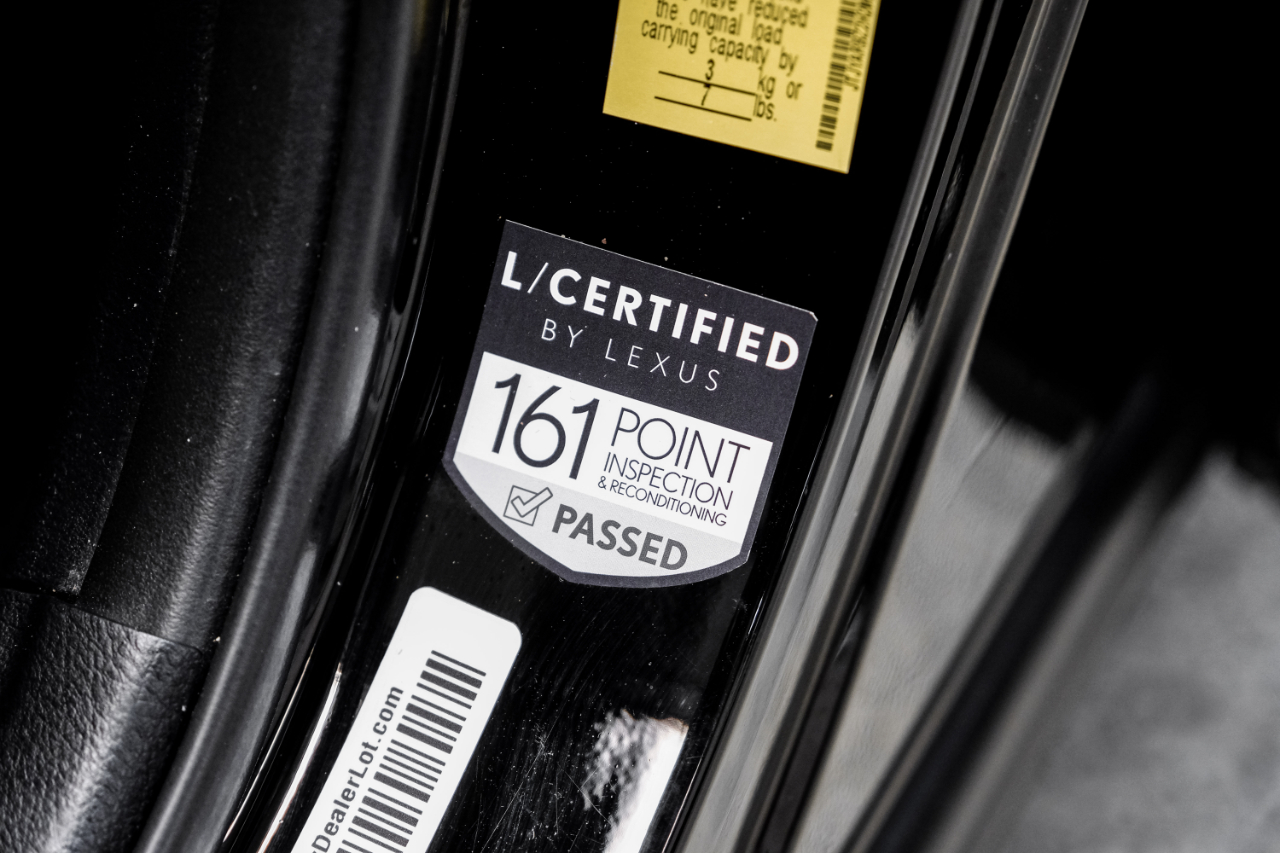 have reduced
the original load
carrying capacity by
3 kg or
7 lbs.
L/CERTIFIED
BY LEXUS
161 POINT
INSPECTION
& RECONDITIONING
PASSED
DealerLot.com